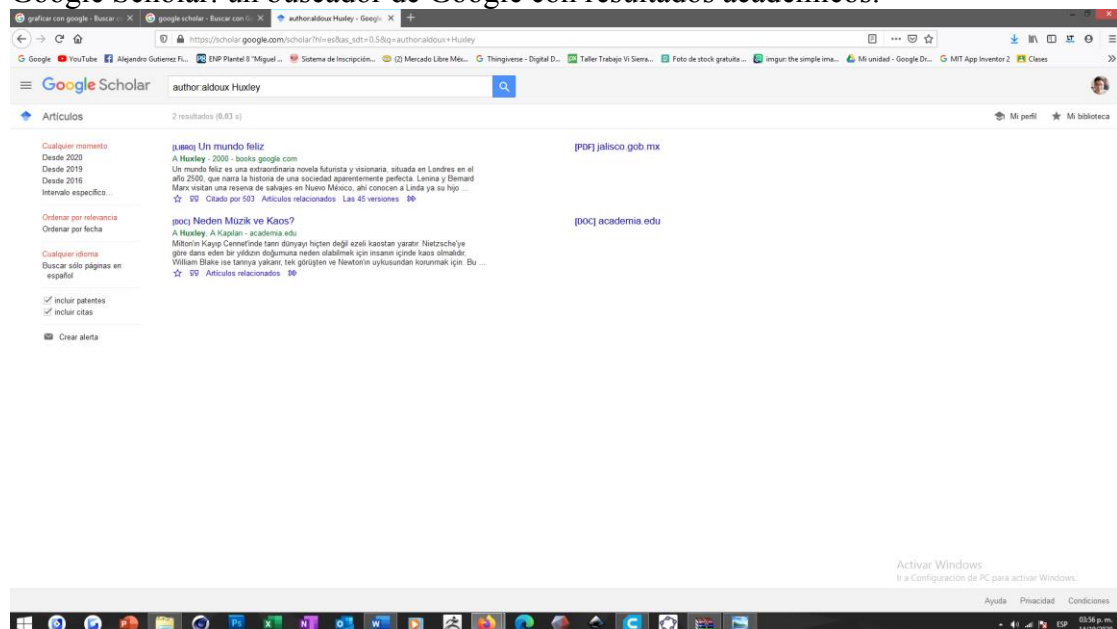 Google Scholar: un buscador de Google con resultados académicos.
graficar con google - Buscar
google scholar - Buscar con G
author:aldoux Huxley - Google
https://scholar.google.com/scholar?hl=es&as_sdt=0.5&q=author:aldoux+Huxley
Google YouTube Alejandro Gutierrez Fi... ENP Plantel 8 "Miguel ... Sistema de Inscripción... (2) Mercado Libre Méx... Thingiverse - Digital D... Taller Trabajo Vi Sierra... Foto de stock gratuita ... imgur: the simple ima... Mi unidad - Google Dr... MIT App Inventor 2 Clases
Google Scholar
author:aldoux Huxley
Artículos
2 resultados (0,03 s)
Mi perfil Mi biblioteca
Cualquier momento
Desde 2020
Desde 2019
Desde 2016
Intervalo específico...
Ordenar por relevancia
Ordenar por fecha
Cualquier idioma
Buscar sólo páginas en
español
incluir patentes
incluir citas
Crear alerta
[LIBRO] Un mundo feliz
A Huxley - 2000 - books.google.com
Un mundo feliz es una extraordinaria novela futurista y visionaria, situada en Londres en el
año 2500, que narra la historia de una sociedad aparentemente perfecta. Lenina y Bernard
Marx visitan una reserva de salvajes en Nuevo México, ahí conocen a Linda ya su hijo ...
Citado por 503 Artículos relacionados Las 45 versiones
[PDF] jalisco.gob.mx
[DOC] Neden Müzik ve Kaos?
A Huxley, A Kaplan - academia.edu
Milton'in Kayıp Cennet'inde tanrı dünyayı hiçten değil ezeli kaostan yaratır. Nietzsche'ye
göre dans eden bir yıldızın doğumuna neden olabilmek için insanın içinde kaos olmalıdır,
William Blake ise tanrıya yakarır, tek görüşten ve Newton'ın uykusundan korunmak için. Bu ...
Artículos relacionados
[DOC] academia.edu
Activar Windows
Ir a Configuración de PC para activar Windows.
Ayuda Privacidad Condiciones
ESP
03:56 p. m.
14/10/2020